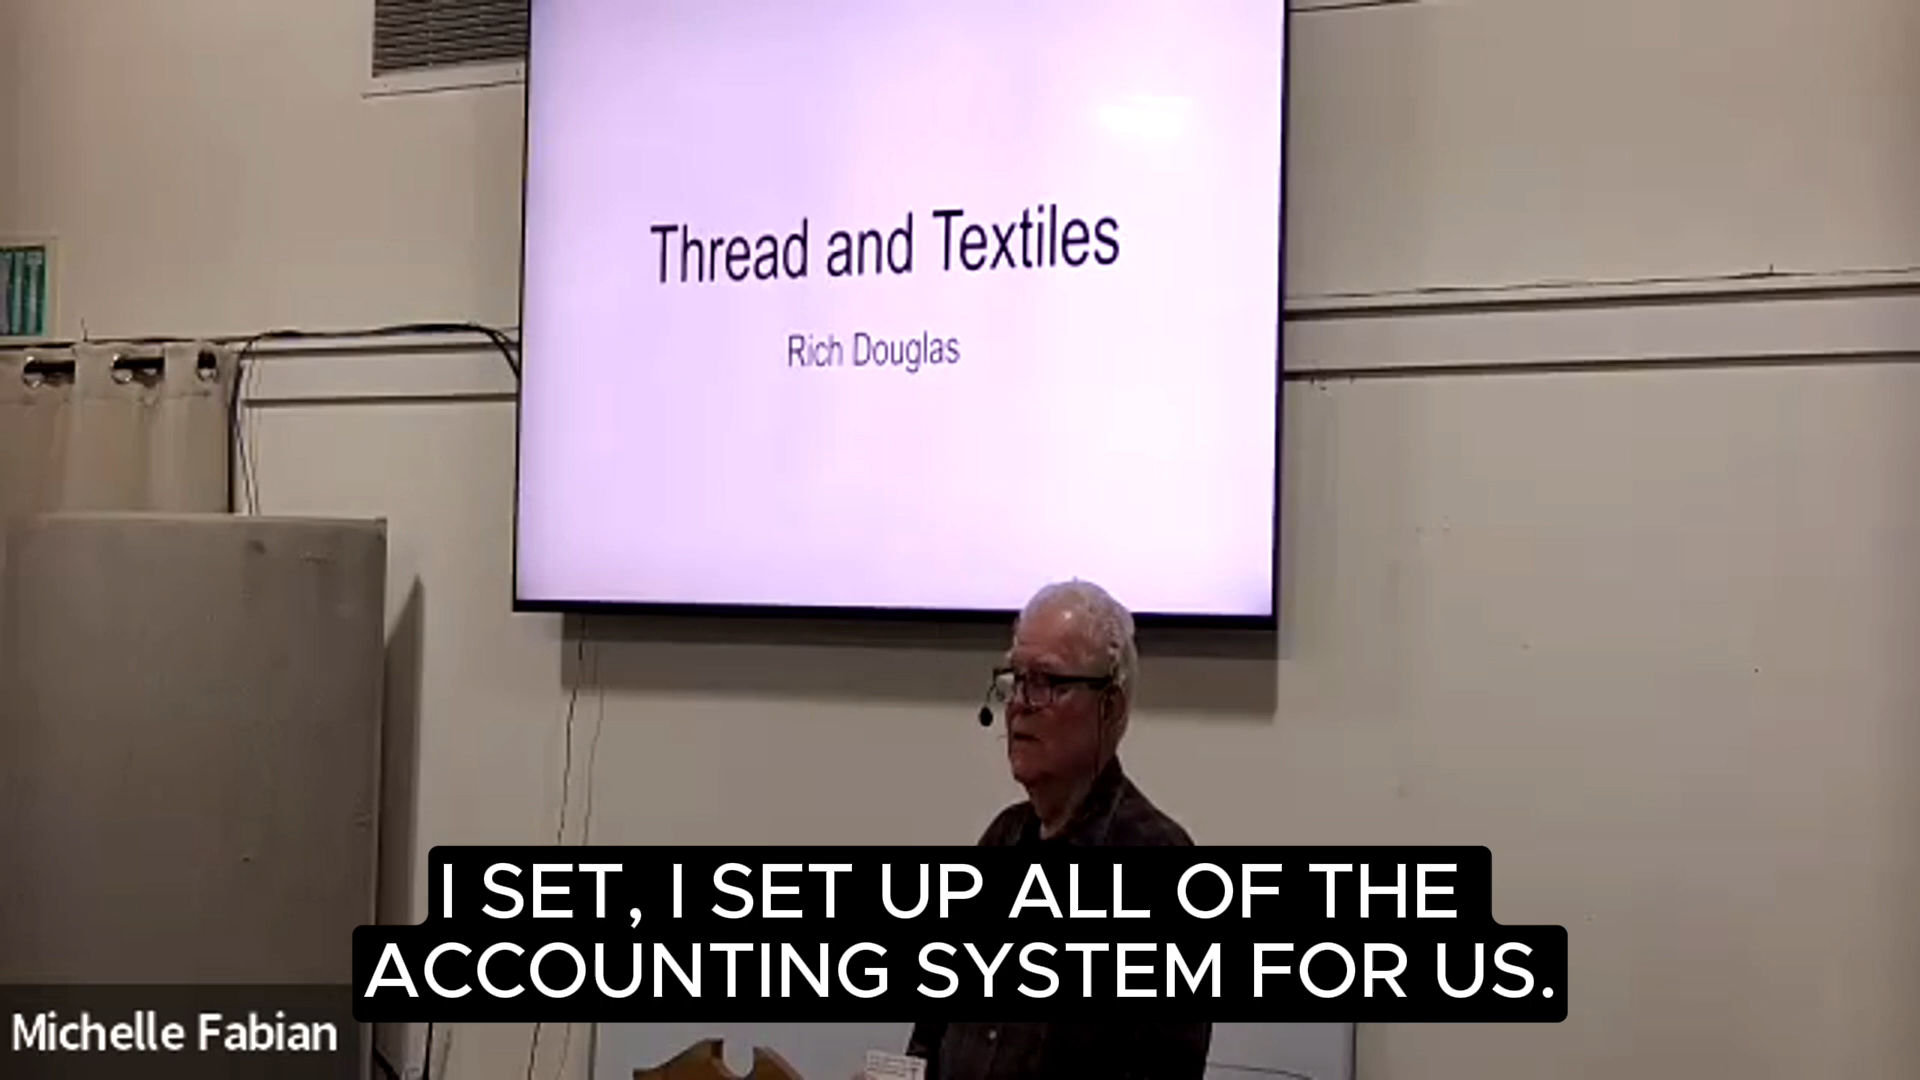 Thread and Textiles
Rich Douglas
I SET, I SET UP ALL OF THE
ACCOUNTING SYSTEM FOR US.
Michelle Fabian